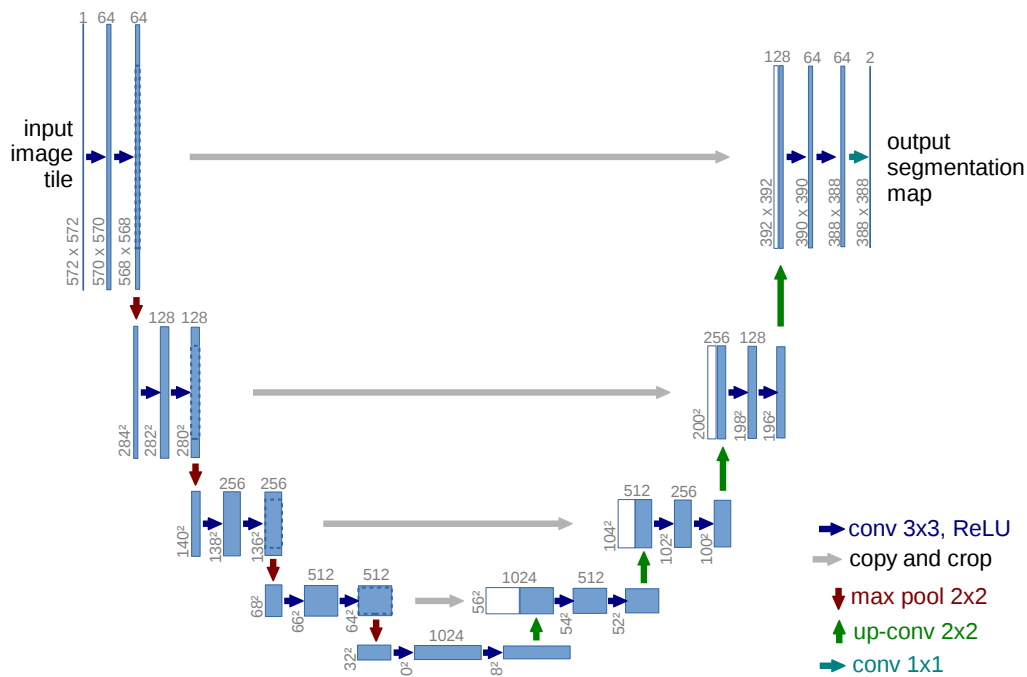 1 64 64
128 64 64 2
input
image
tile
output
segmentation
map
572 x 572
570 x 570
568 x 568
392 x 392
390 x 390
388 x 388
388 x 388
128 128
256 128
284²
282²
280²
200²
198²
196²
256 256
512 256
140²
138²
136²
104²
102²
100²
512 512
1024 512
68²
66²
64²
56²
54²
52²
1024
32²
0²
8²
conv 3x3, ReLU
copy and crop
max pool 2x2
up-conv 2x2
conv 1x1